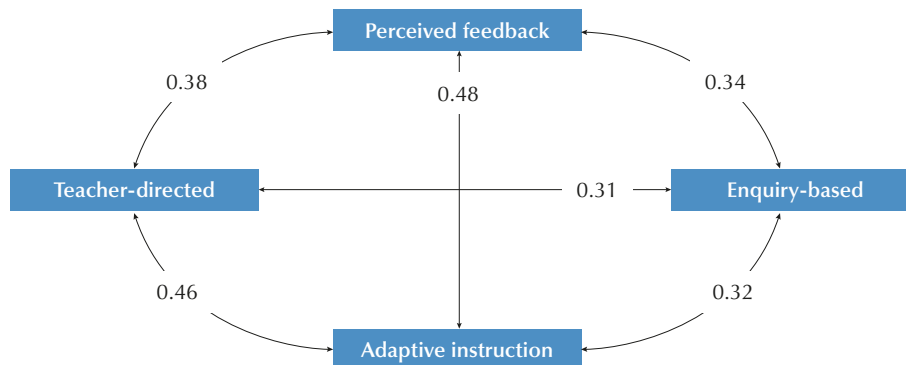 Perceived feedback
0.38
0.48
0.34
Teacher-directed
0.31
Enquiry-based
0.46
0.32
Adaptive instruction